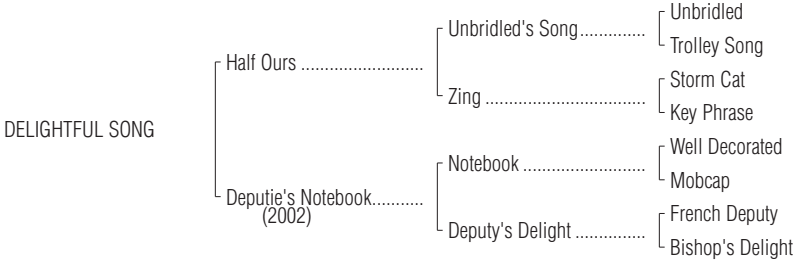 Unbridled
Unbridled's Song..............
Trolley Song
Half Ours ..........................
Storm Cat
Zing ..................................
Key Phrase
DELIGHTFUL SONG
Well Decorated
Notebook ..........................
Mobcap
Deputie's Notebook...........
(2002)
French Deputy
Deputy's Delight ...............
Bishop's Delight